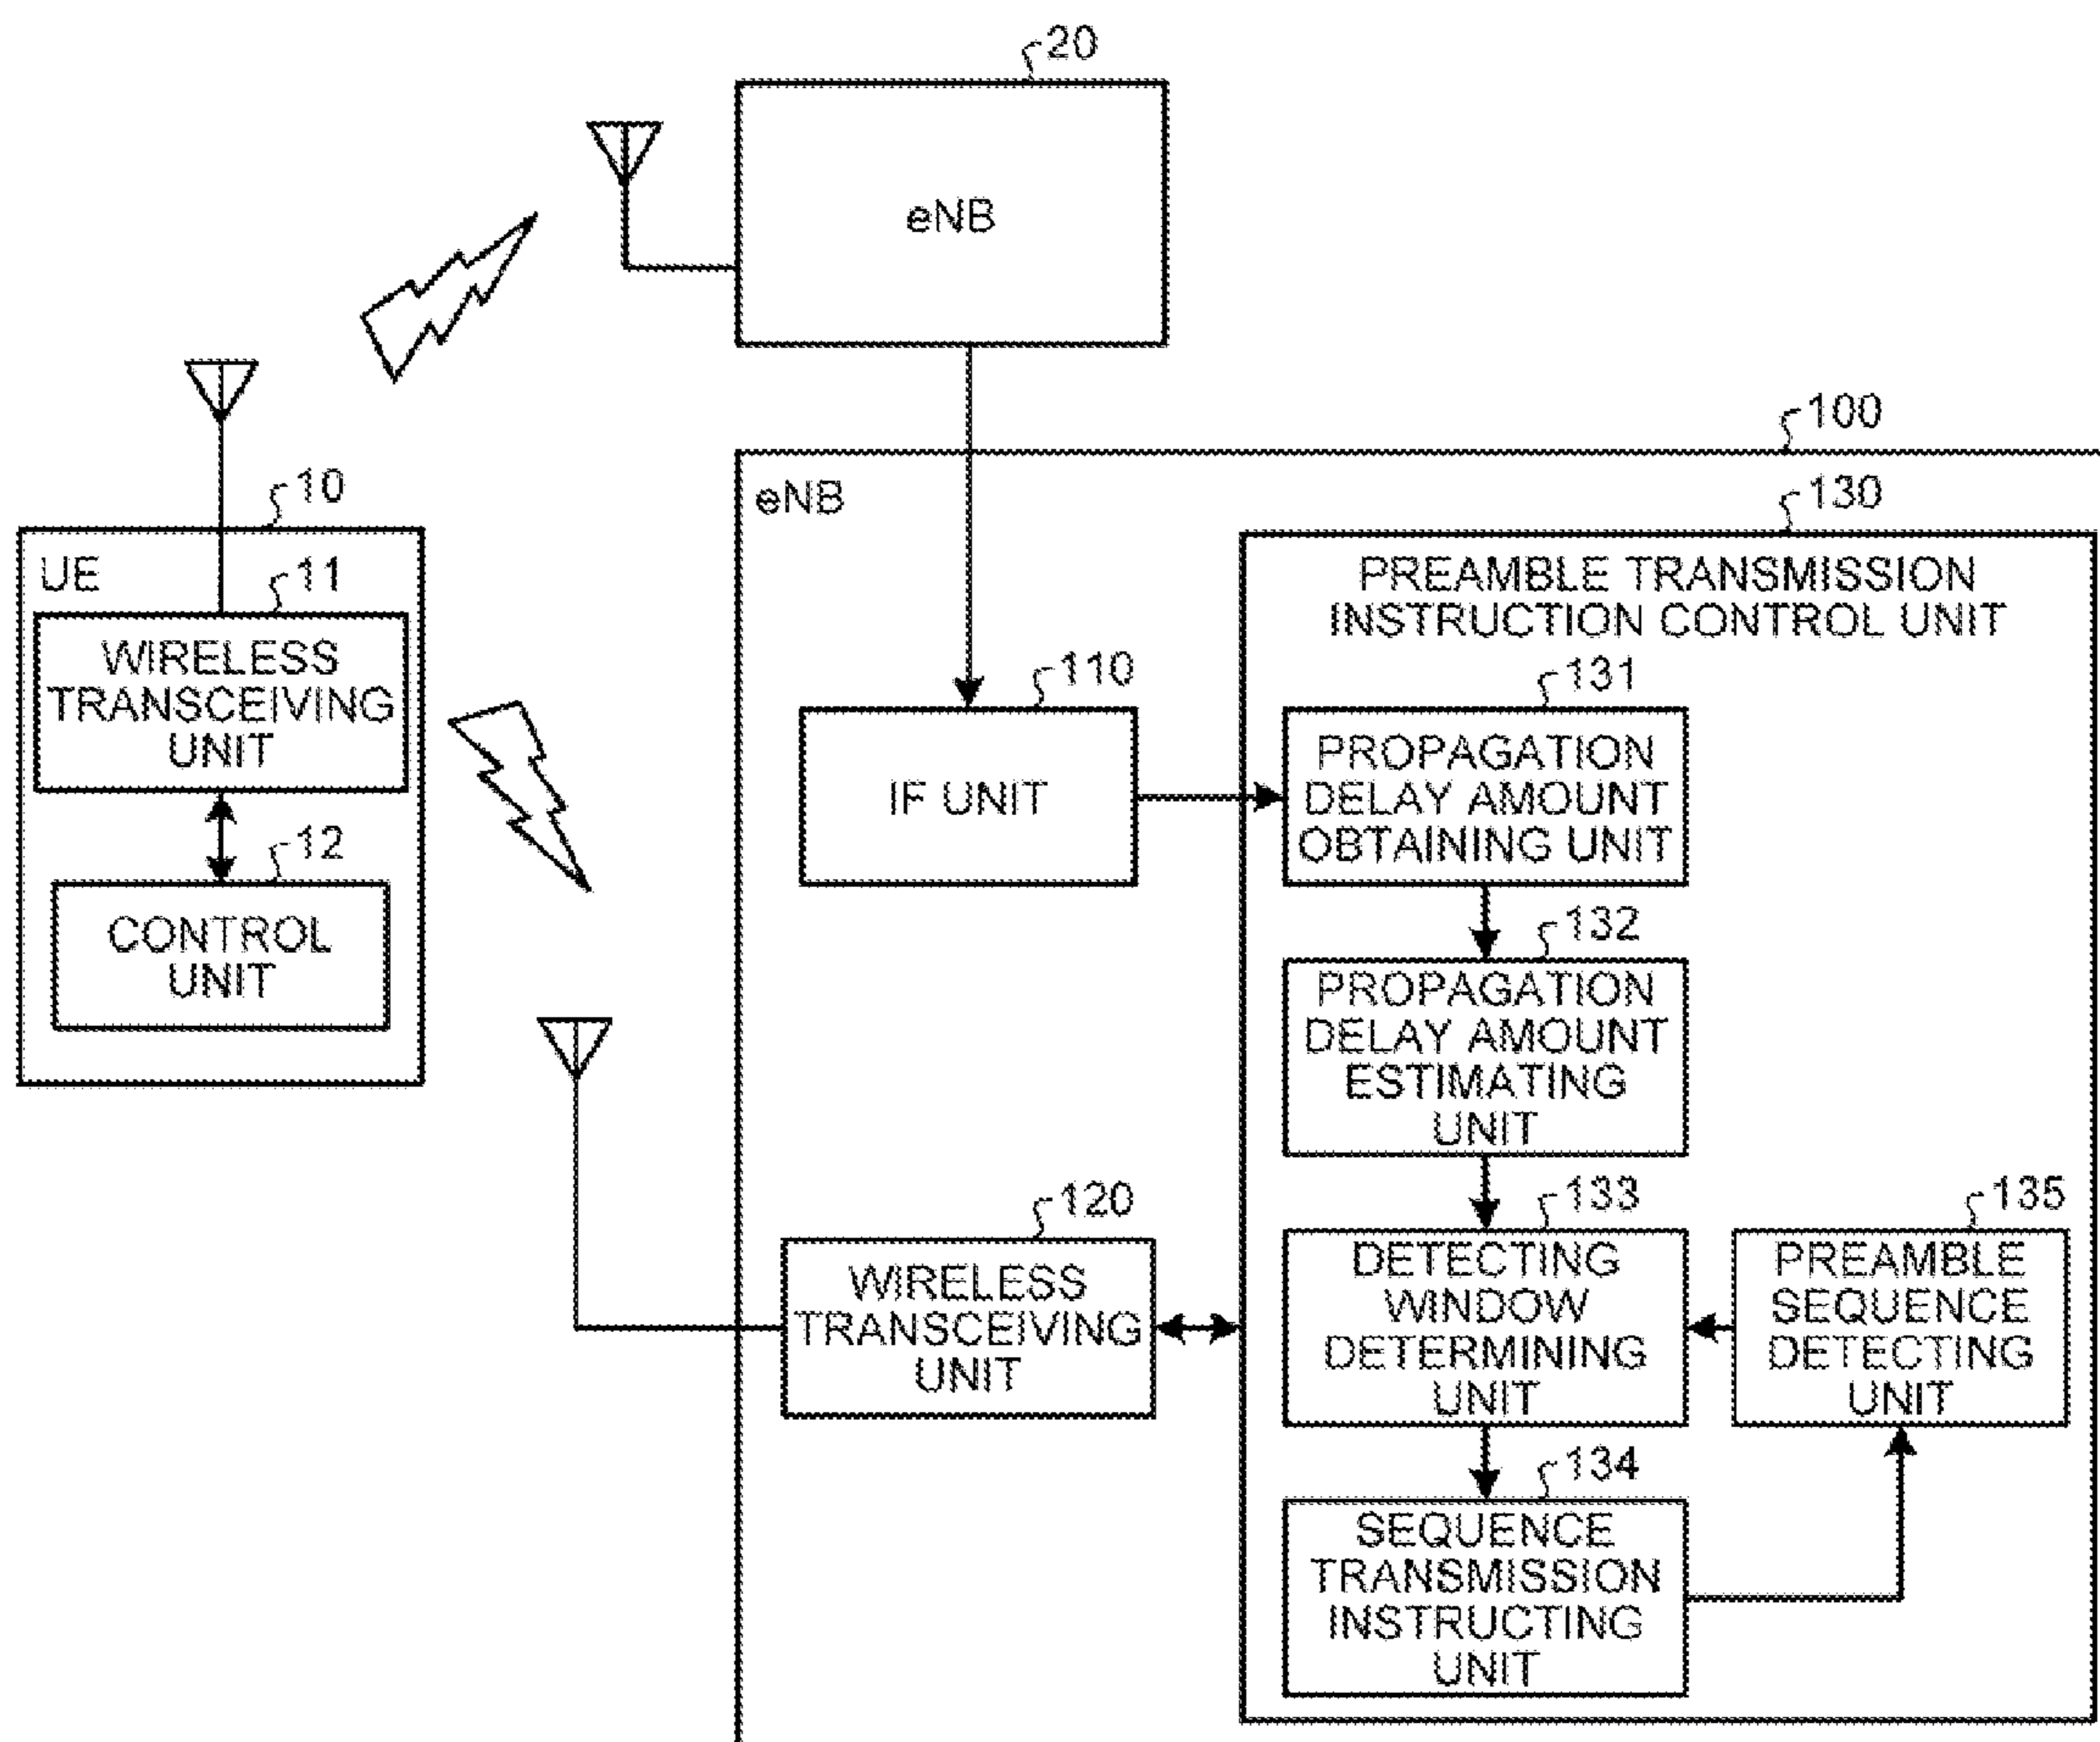 20
eNB
100
eNB
130
PREAMBLE TRANSMISSION
INSTRUCTION CONTROL UNIT
10
UE
11
WIRELESS
TRANSCEIVING
UNIT
12
CONTROL
UNIT
110
IF UNIT
131
PROPAGATION
DELAY AMOUNT
OBTAINING UNIT
132
PROPAGATION
DELAY AMOUNT
ESTIMATING
UNIT
120
WIRELESS
TRANSCEIVING
UNIT
133
DETECTING
WINDOW
DETERMINING
UNIT
135
PREAMBLE
SEQUENCE
DETECTING
UNIT
134
SEQUENCE
TRANSMISSION
INSTRUCTING
UNIT